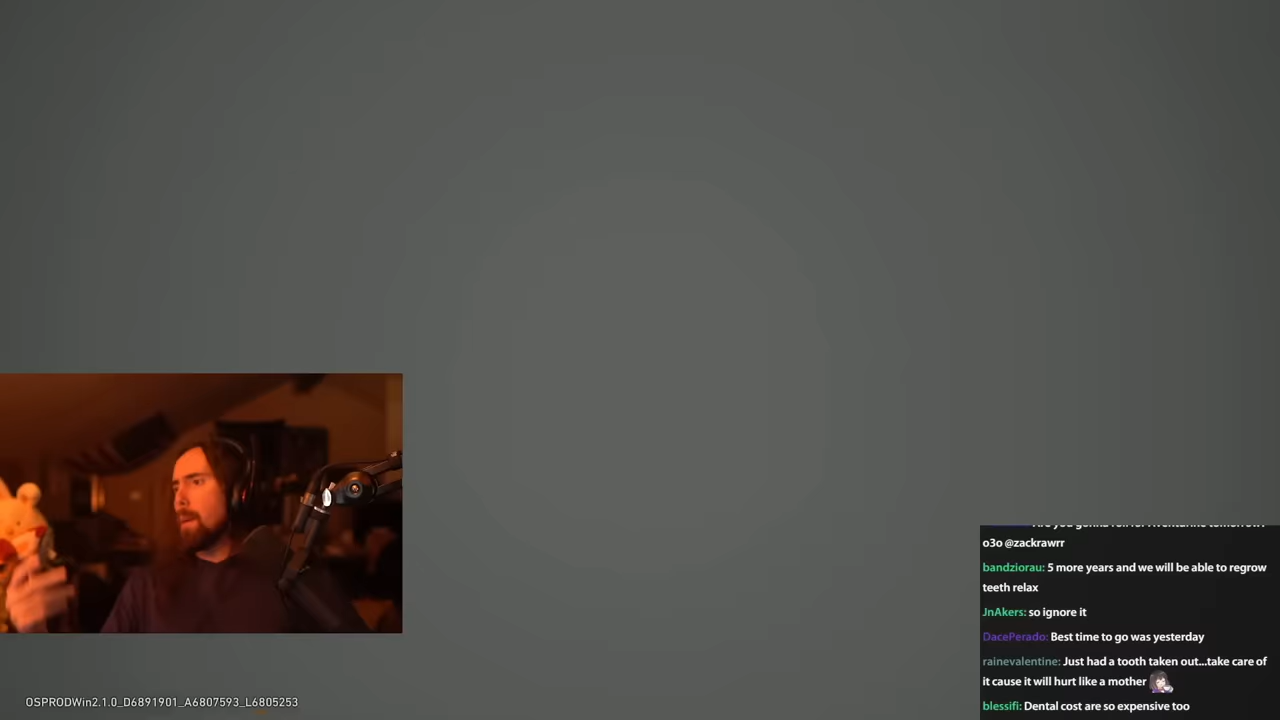 o3o @zackrawrr
bandziorau: 5 more years and we will be able to regrow
teeth relax
JnAkers: so ignore it
DacePerado: Best time to go was yesterday
rainevalentine: Just had a tooth taken out...take care of
it cause it will hurt like a mother
blessifi: Dental cost are so expensive too
OSPRODWin2.1.0_D6891901_A6807593_L6805253